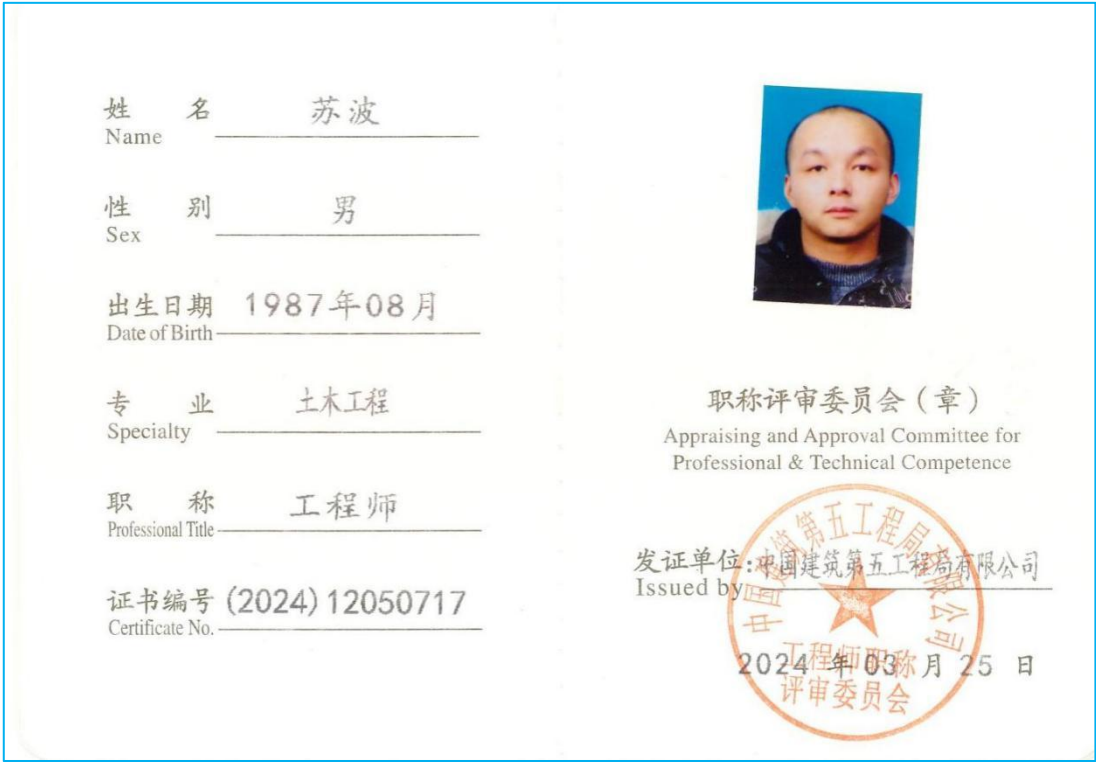 姓 名 苏波
Name
性 别 男
Sex
出生日期 1987年08月
Date of Birth
专 业 土木工程
Specialty
职 称 工程师
Professional Title
证书编号 (2024)12050717
Certificate No.
职称评审委员会(章)
Appraising and Approval Committee for
Professional & Technical Competence
发证单位:中国建筑第五工程局有限公司
Issued by
2024 年 03 月 25 日
中国建筑第五工程局有限公司
工程师职称
评审委员会